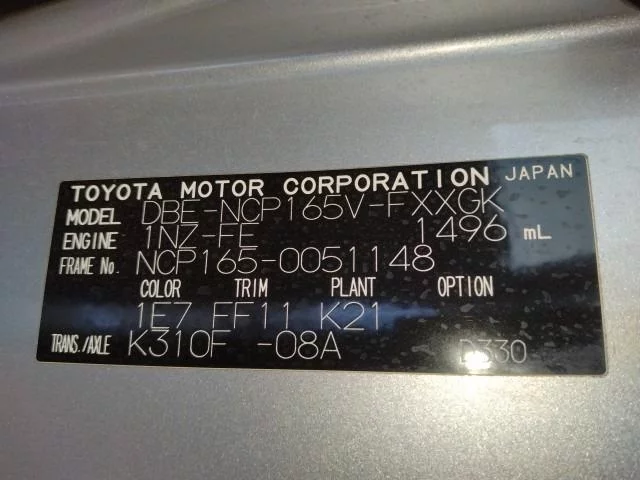 TOYOTA MOTOR CORPORATION JAPAN
MODEL DBE-NCP165V-FXXGK
ENGINE 1NZ-FE 1496 mL
FRAME No. NCP165-0051148
COLOR TRIM PLANT OPTION
1E7 FF11 K21
TRANS./AXLE K310F -08A D330